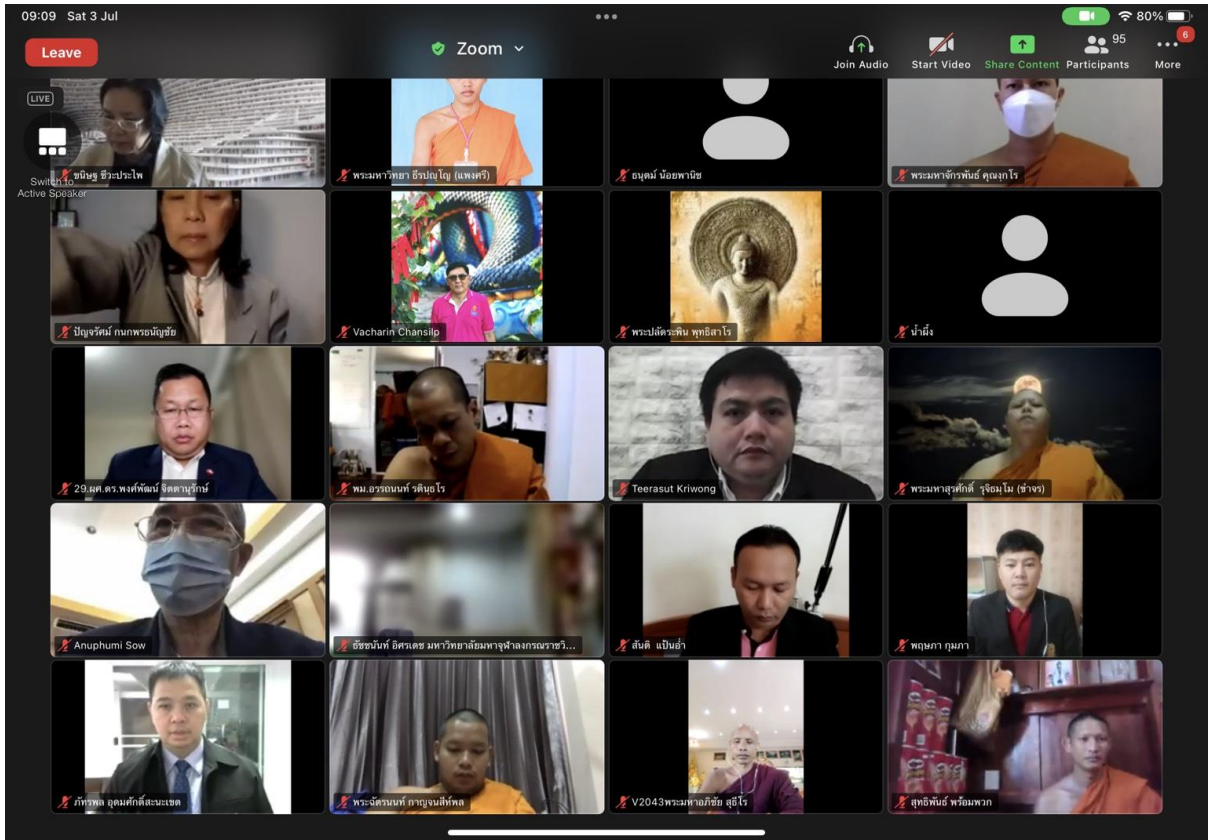 09:09 Sat 3 Jul
80%
Leave
Zoom
Join Audio
Start Video
Share Content
Participants
95
More
6
LIVE
Switch to
Active Speaker
ขนิษฐ ชีวะประไพ
พระมหาวิทยา ธีรปญฺโญ (แพงศรี)
ธนุตม์ น้อยพานิช
พระมหาจักรพันธ์ คุณงฺกโร
ปัญจรัศม์ กนกพรธนัญชัย
Vacharin Chansilp
พระปลัดระพิน พุทธิสาโร
น้ำผึ้ง
29.ผศ.ดร.พงศ์พัฒน์ จิตตานุรักษ์
พม.อรรถนนท์ รตินฺธโร
Teerasut Kriwong
พระมหาสุรศักดิ์ รุจิธมฺโม (ขำจร)
Anuphumi Sow
ธัชชนันท์ อิศรเดช มหาวิทยาลัยมหาจุฬาลงกรณราชวิ...
สันติ แป้นอ่ำ
พฤษภา กุมภา
ภัทรพล อุดมศักดิ์สะนะเขต
พระฉัตรนนท์ กาญจนสีห์พล
V2043พระมหาอภิชัย สุธีโร
สุทธิพันธ์ พร้อมพวก